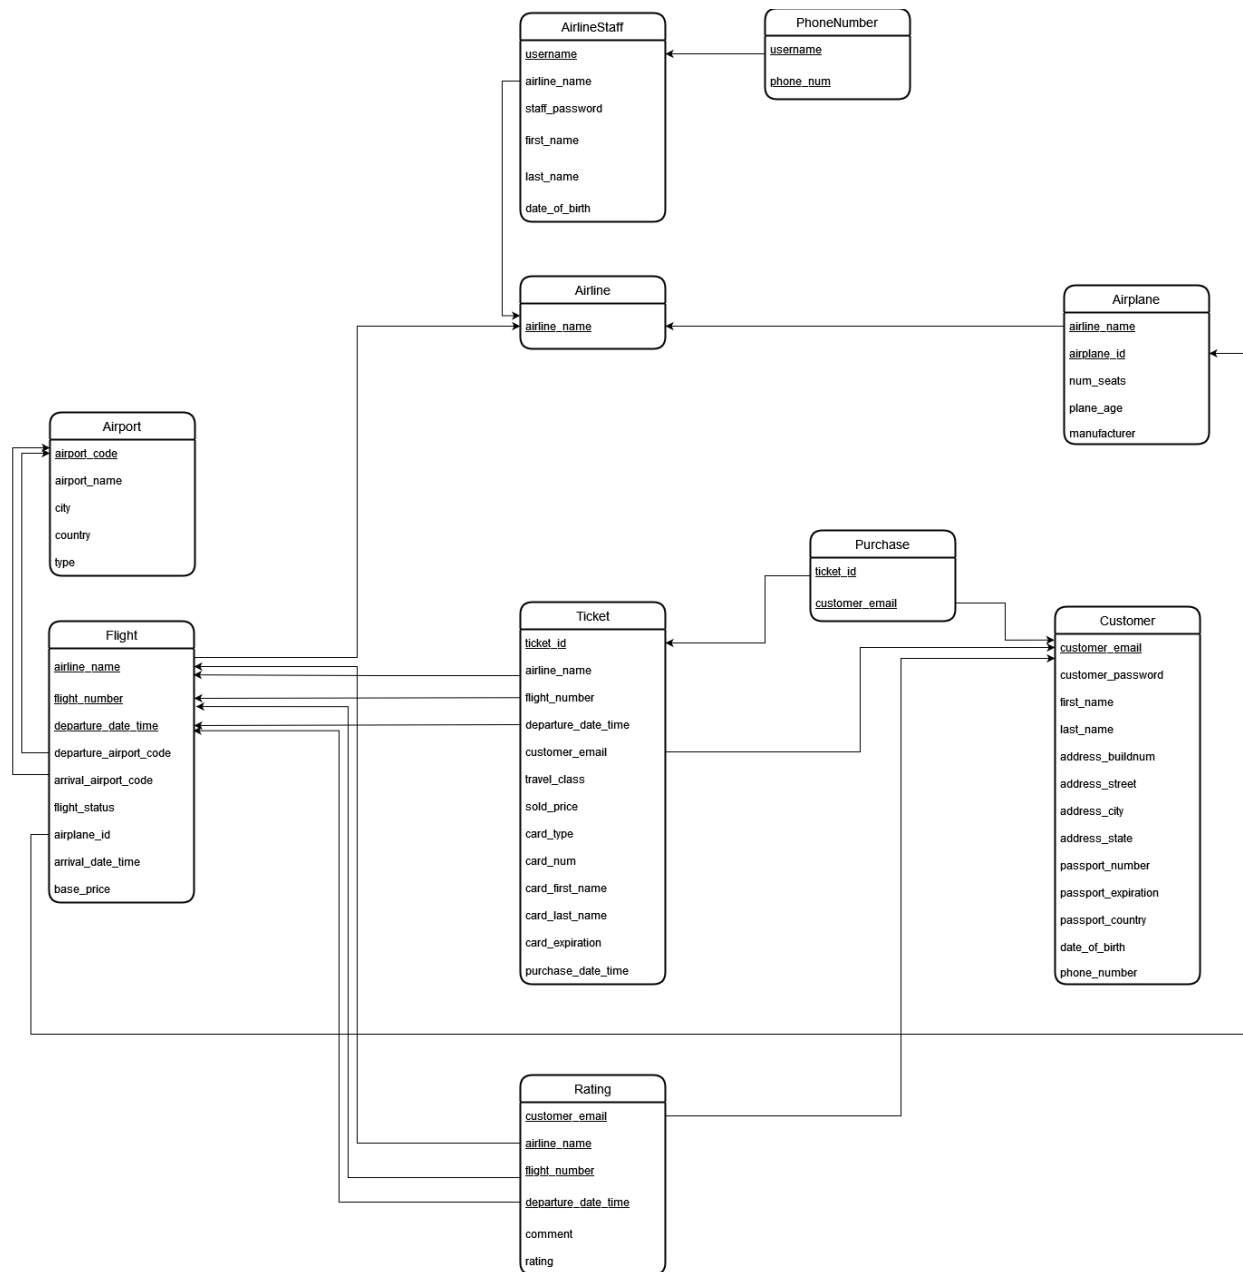 AirlineStaff
username
airline_name
staff_password
first_name
last_name
date_of_birth
PhoneNumber
username
phone_num
Airline
airline_name
Airplane
airline_name
airplane_id
num_seats
plane_age
manufacturer
Airport
airport_code
airport_name
city
country
type
Purchase
ticket_id
customer_email
Flight
airline_name
flight_number
departure_date_time
departure_airport_code
arrival_airport_code
flight_status
airplane_id
arrival_date_time
base_price
Ticket
ticket_id
airline_name
flight_number
departure_date_time
customer_email
travel_class
sold_price
card_type
card_num
card_first_name
card_last_name
card_expiration
purchase_date_time
Customer
customer_email
customer_password
first_name
last_name
address_buildnum
address_street
address_city
address_state
passport_number
passport_expiration
passport_country
date_of_birth
phone_number
Rating
customer_email
airline_name
flight_number
departure_date_time
comment
rating